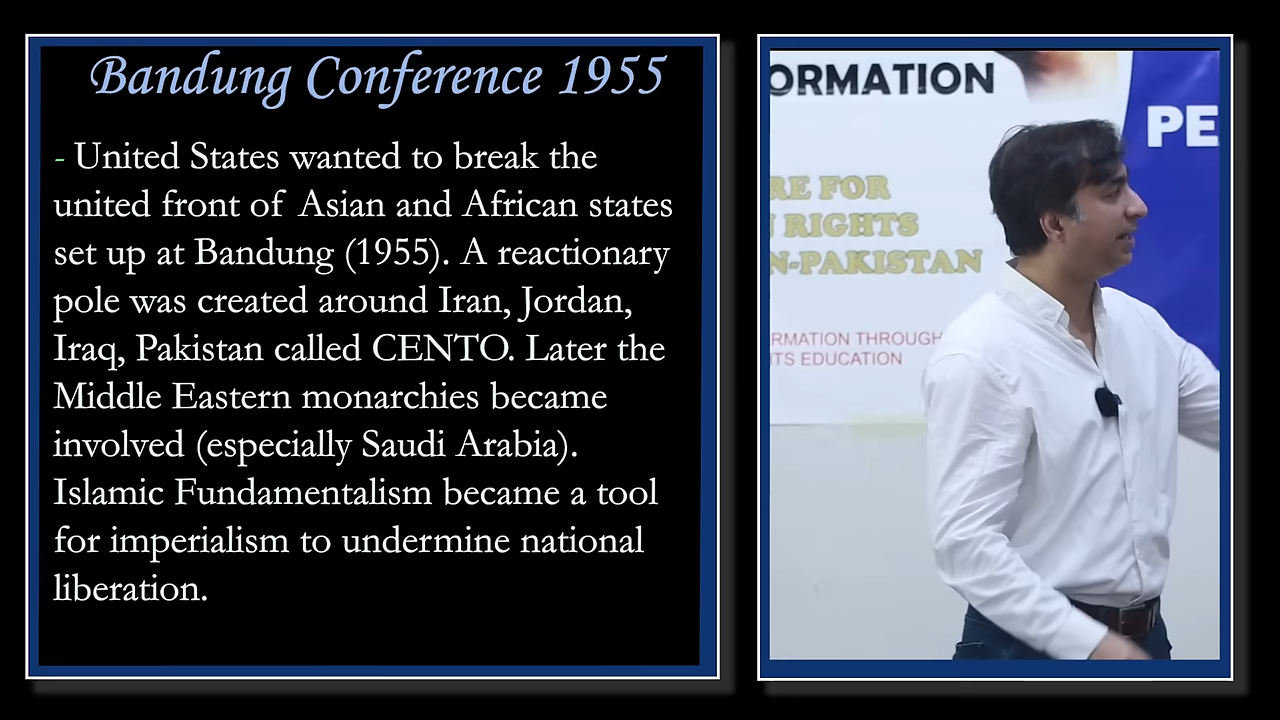 Bandung Conference 1955
- United States wanted to break the
united front of Asian and African states
set up at Bandung (1955). A reactionary
pole was created around Iran, Jordan,
Iraq, Pakistan called CENTO. Later the
Middle Eastern monarchies became
involved (especially Saudi Arabia).
Islamic Fundamentalism became a tool
for imperialism to undermine national
liberation.
ORMATION
PE
RE FOR
RIGHTS
N-PAKISTAN
RMATION THROUGH
TS EDUCATION